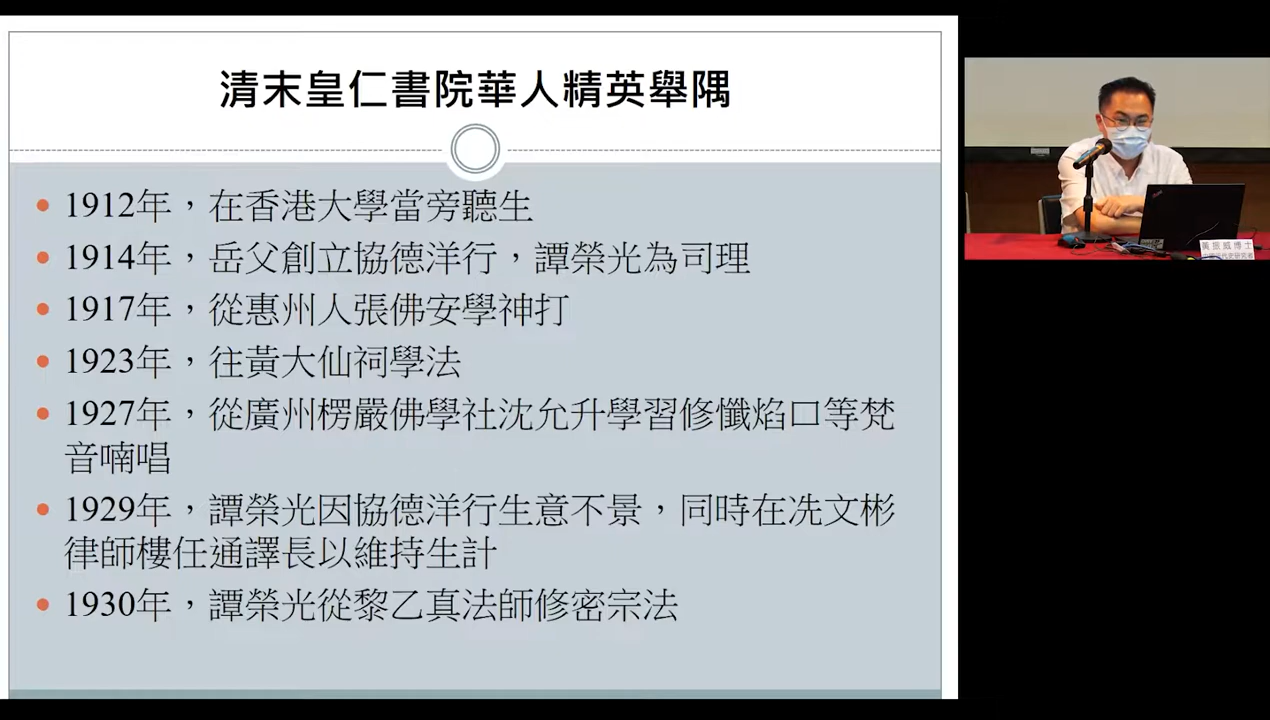 清末皇仁書院華人精英舉隅
1912年，在香港大學當旁聽生
1914年，岳父創立協德洋行，譚榮光為司理
1917年，從惠州人張佛安學神打
1923年，往黃大仙祠學法
1927年，從廣州楞嚴佛學社沈允升學習修懺焰口等梵
音喃唱
1929年，譚榮光因協德洋行生意不景，同時在冼文彬
律師樓任通譯長以維持生計
1930年，譚榮光從黎乙真法師修密宗法
黃振威博士